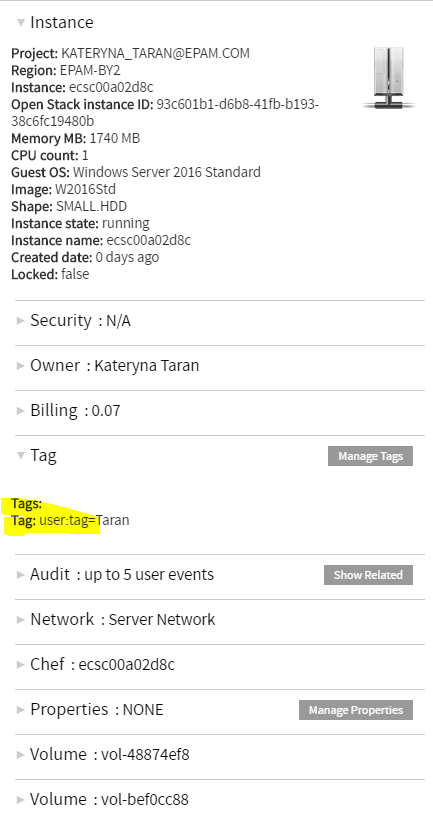 Instance
Project: KATERYNA_TARAN@EPAM.COM
Region: EPAM-BY2
Instance: ecsc00a02d8c
Open Stack instance ID: 93c601b1-d6b8-41fb-b193-
38c6fc19480b
Memory MB: 1740 MB
CPU count: 1
Guest OS: Windows Server 2016 Standard
Image: W2016Std
Shape: SMALL.HDD
Instance state: running
Instance name: ecsc00a02d8c
Created date: 0 days ago
Locked: false
Security : N/A
Owner : Kateryna Taran
Billing : 0.07
Tag Manage Tags
Tags:
Tag: user:tag=Taran
Audit : up to 5 user events Show Related
Network : Server Network
Chef : ecsc00a02d8c
Properties : NONE Manage Properties
Volume : vol-48874ef8
Volume : vol-bef0cc88